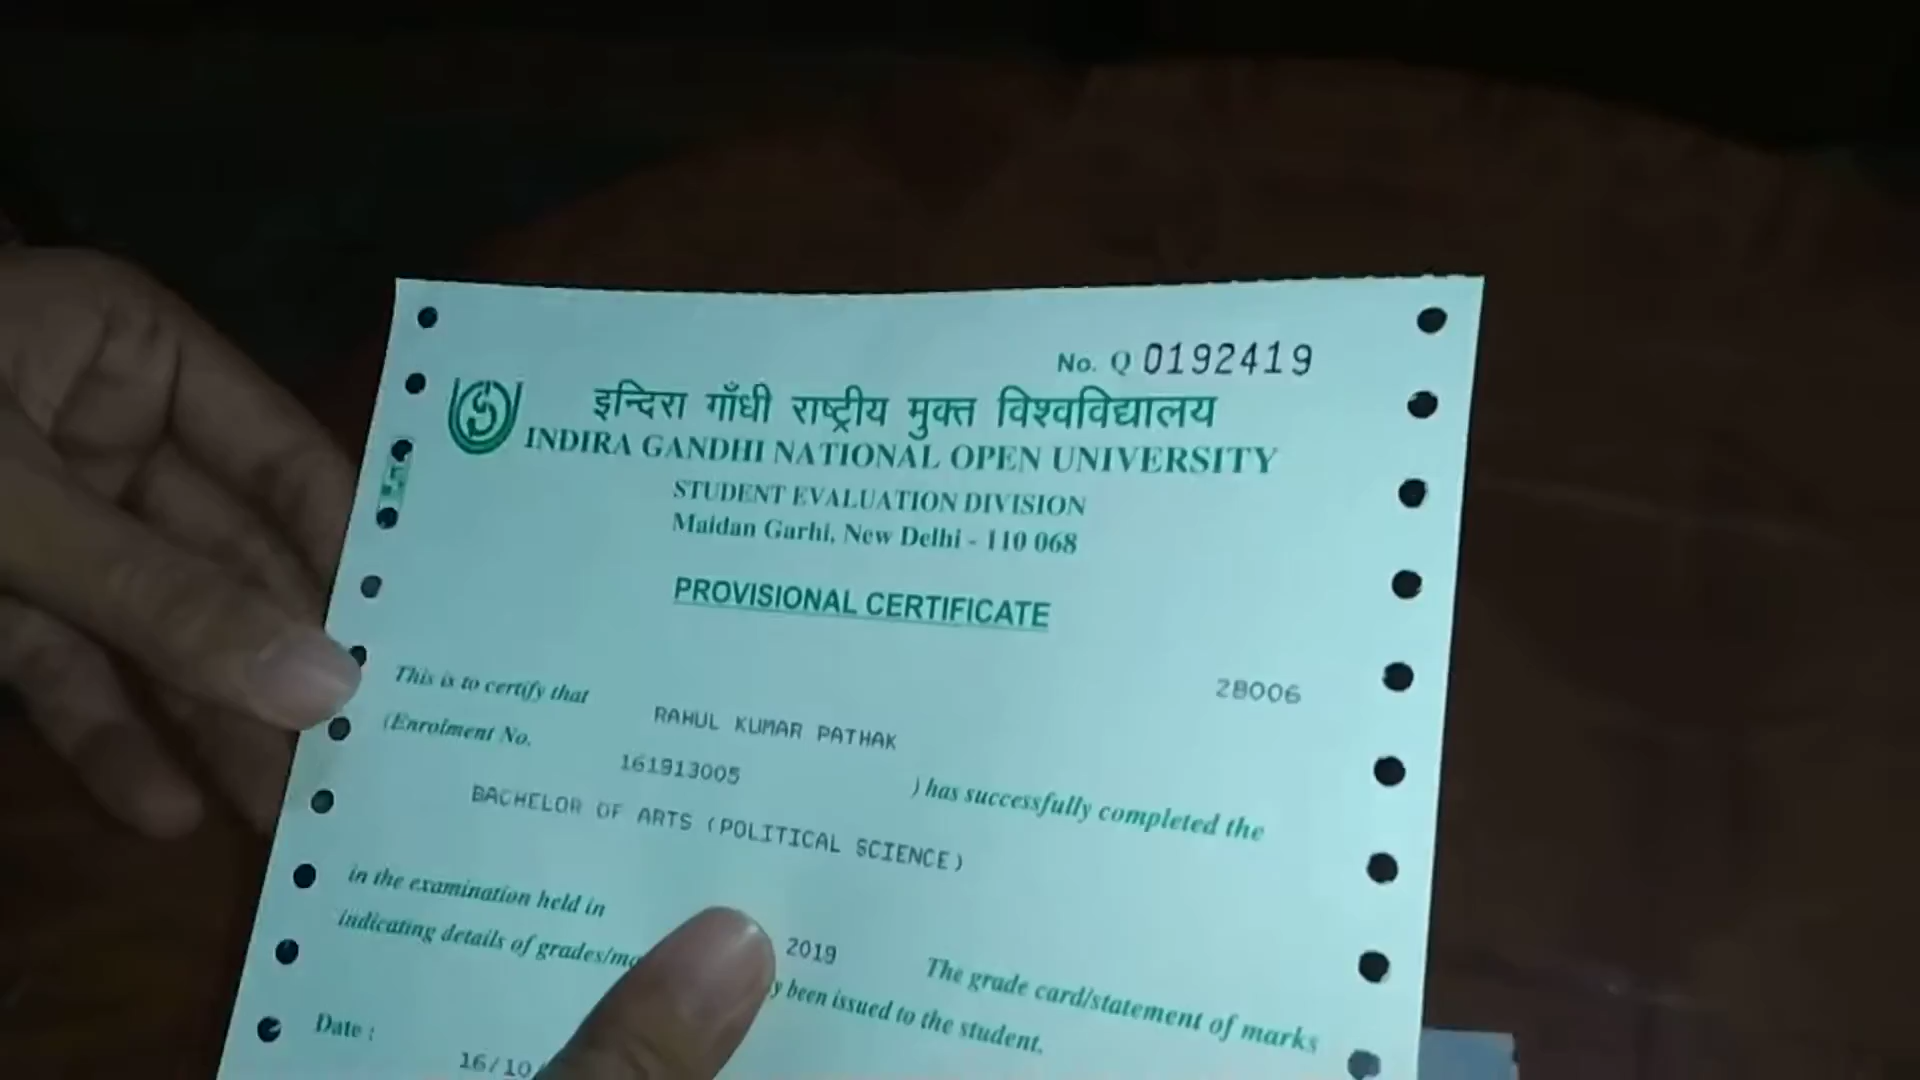 No. Q 0192419
इन्दिरा गाँधी राष्ट्रीय मुक्त विश्वविद्यालय
INDIRA GANDHI NATIONAL OPEN UNIVERSITY
STUDENT EVALUATION DIVISION
Maidan Garhi, New Delhi - 110 068
PROVISIONAL CERTIFICATE
28006
This is to certify that RAHUL KUMAR PATHAK
(Enrolment No. 161913005 ) has successfully completed the
BACHELOR OF ARTS (POLITICAL SCIENCE)
in the examination held in 2019 The grade card/statement of marks
indicating details of been issued to the student.
Date :
16/10